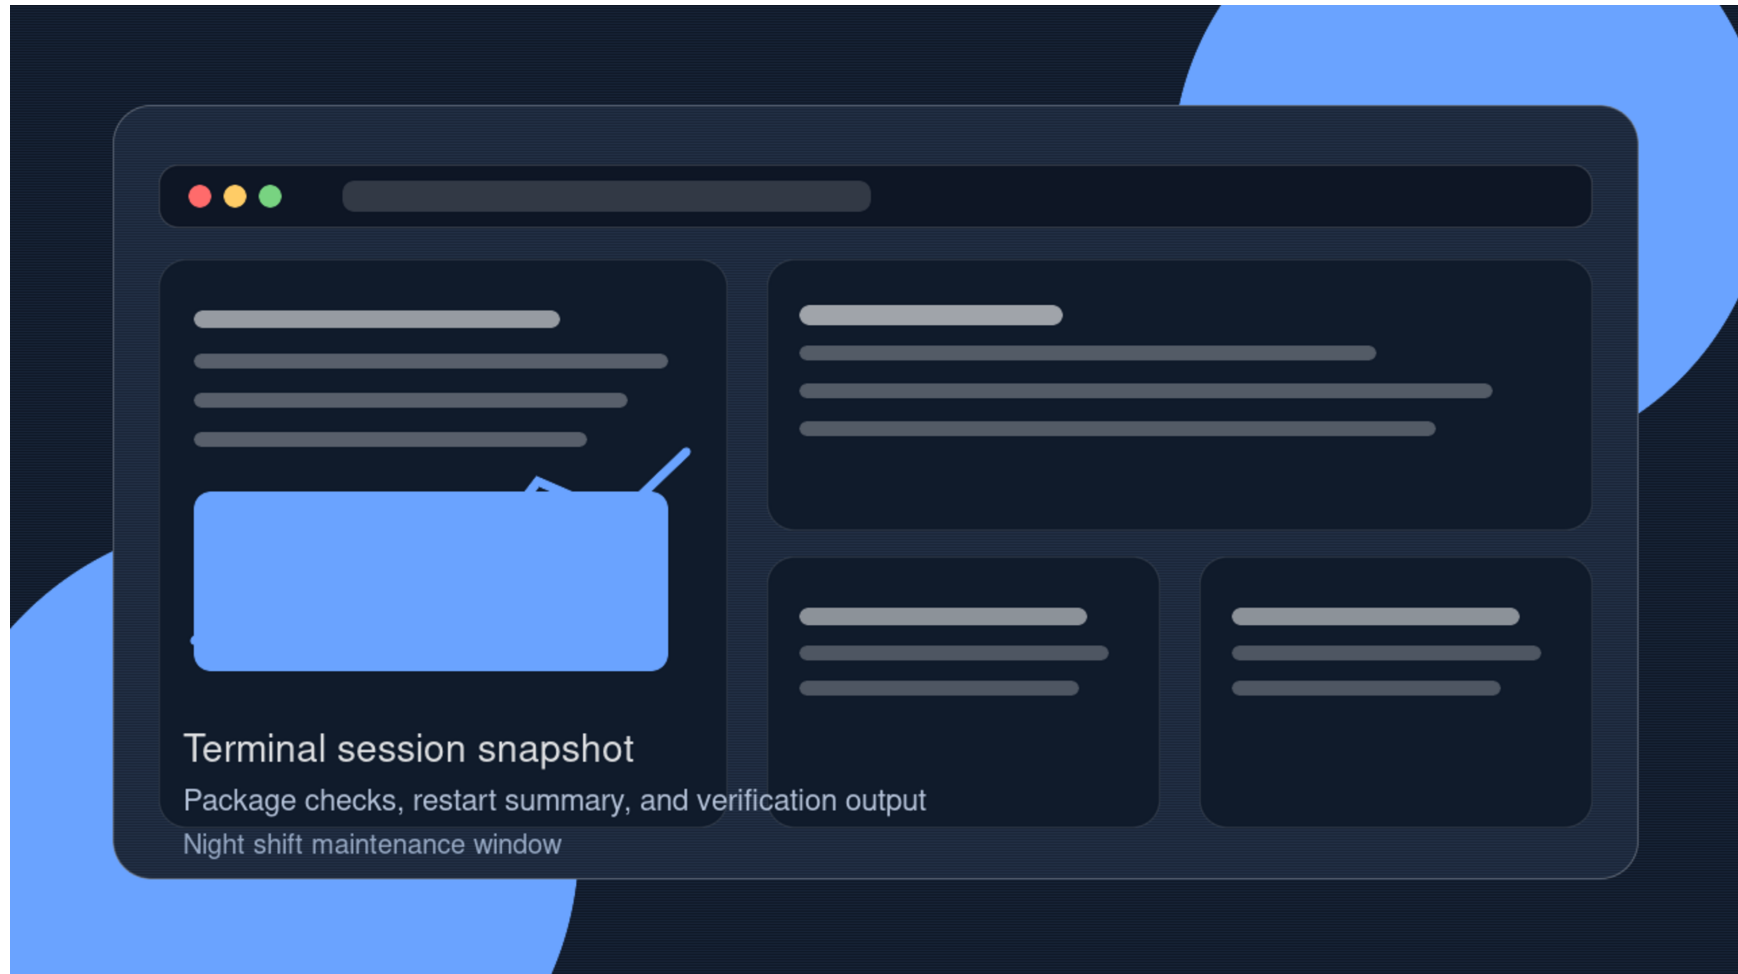 Terminal session snapshot
Package checks, restart summary, and verification output
Night shift maintenance window